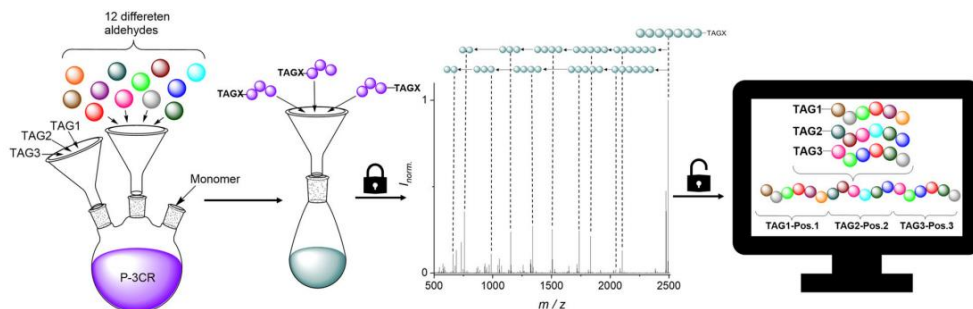 12 differeten
aldehydes
TAG1
TAG2
TAG3
Monomer
P-3CR
TAGX
TAGX
TAGX
TAGX
I norm.
1
0
500
1000
1500
2000
2500
m / z
TAG1
TAG2
TAG3
TAG1-Pos.1 TAG2-Pos.2 TAG3-Pos.3